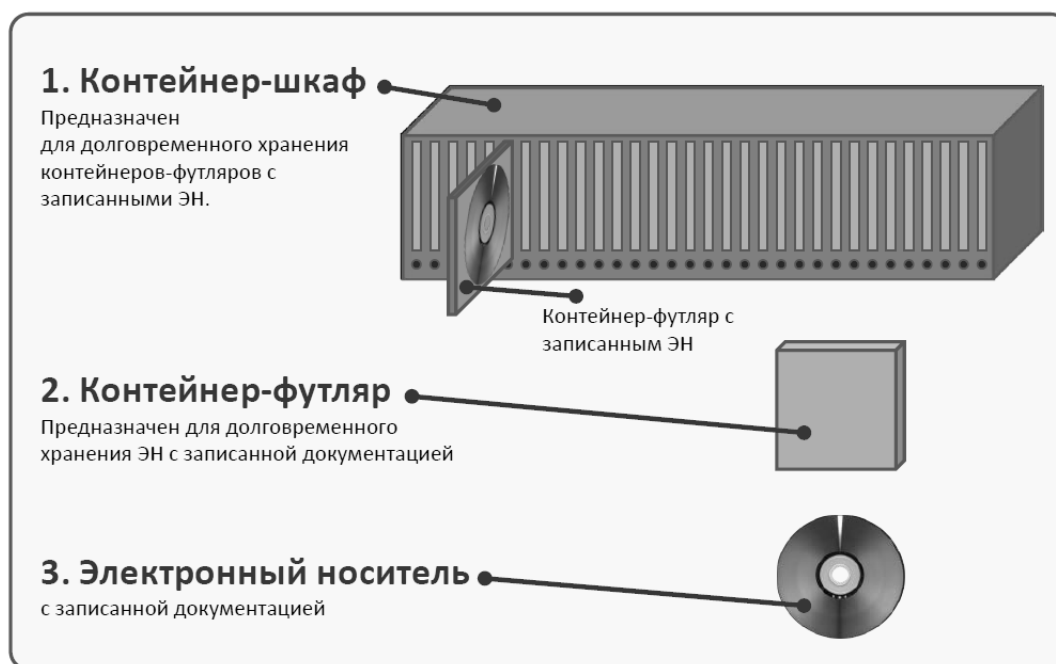 1. Контейнер-шкаф
Предназначен
для долговременного хранения
контейнеров-футляров с
записанными ЭН.
Контейнер-футляр с
записанным ЭН
2. Контейнер-футляр
Предназначен для долговременного
хранения ЭН с записанной документацией
3. Электронный носитель
с записанной документацией